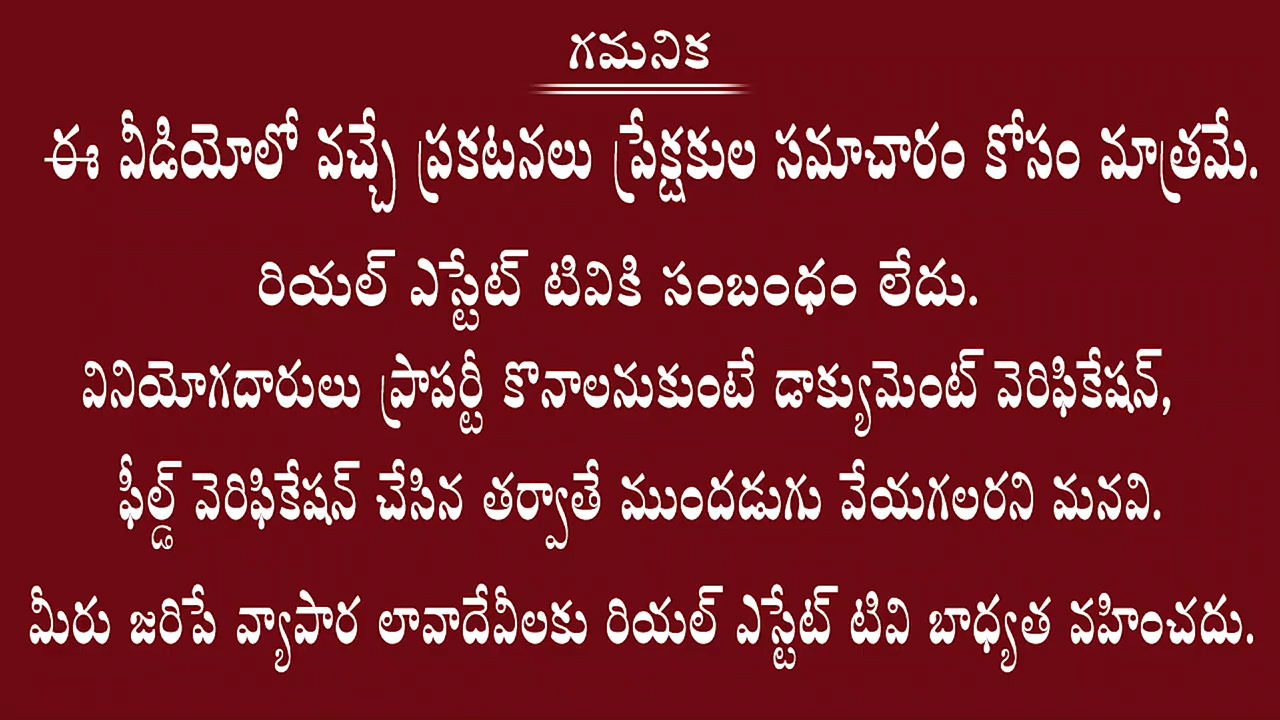 గమనిక
ఈ వీడియోలో వచ్చే ప్రకటనలు ప్రేక్షకుల సమాచారం కోసం మాత్రమే.
రియల్ ఎస్టేట్ టివికి సంబంధం లేదు.
వినియోగదారులు ప్రాపర్టీ కొనాలనుకుంటే డాక్యుమెంట్ వెరిఫికేషన్,
ఫీల్డ్ వెరిఫికేషన్ చేసిన తర్వాతే ముందడుగు వేయగలరని మనవి.
మీరు జరిపే వ్యాపార లావాదేవీలకు రియల్ ఎస్టేట్ టివి బాధ్యత వహించదు.